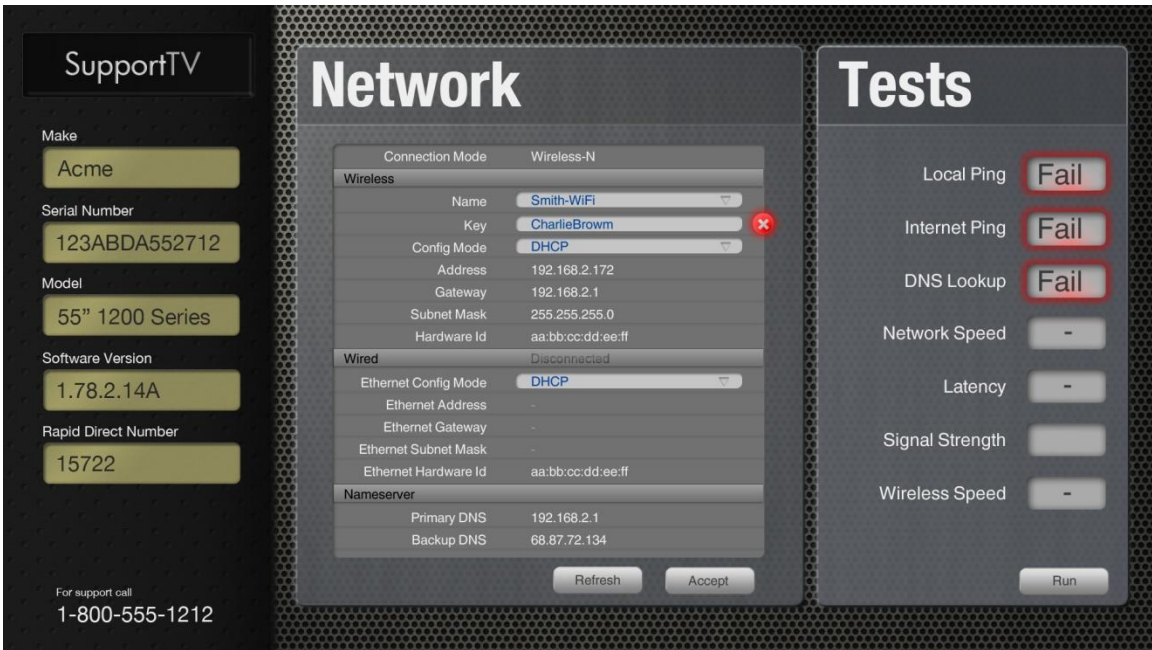 SupportTV
Make
Acme
Serial Number
123ABDA552712
Model
55” 1200 Series
Software Version
1.78.2.14A
Rapid Direct Number
15722
For support call
1-800-555-1212
Network
Connection Mode Wireless-N
Wireless
Name Smith-WiFi
Key CharlieBrowm
Config Mode DHCP
Address 192.168.2.172
Gateway 192.168.2.1
Subnet Mask 255.255.255.0
Hardware Id aa:bb:cc:dd:ee:ff
Wired Disconnected
Ethernet Config Mode DHCP
Ethernet Address -
Ethernet Gateway -
Ethernet Subnet Mask -
Ethernet Hardware Id aa:bb:cc:dd:ee:ff
Nameserver
Primary DNS 192.168.2.1
Backup DNS 68.87.72.134
Refresh Accept
Tests
Local Ping Fail
Internet Ping Fail
DNS Lookup Fail
Network Speed -
Latency -
Signal Strength
Wireless Speed -
Run